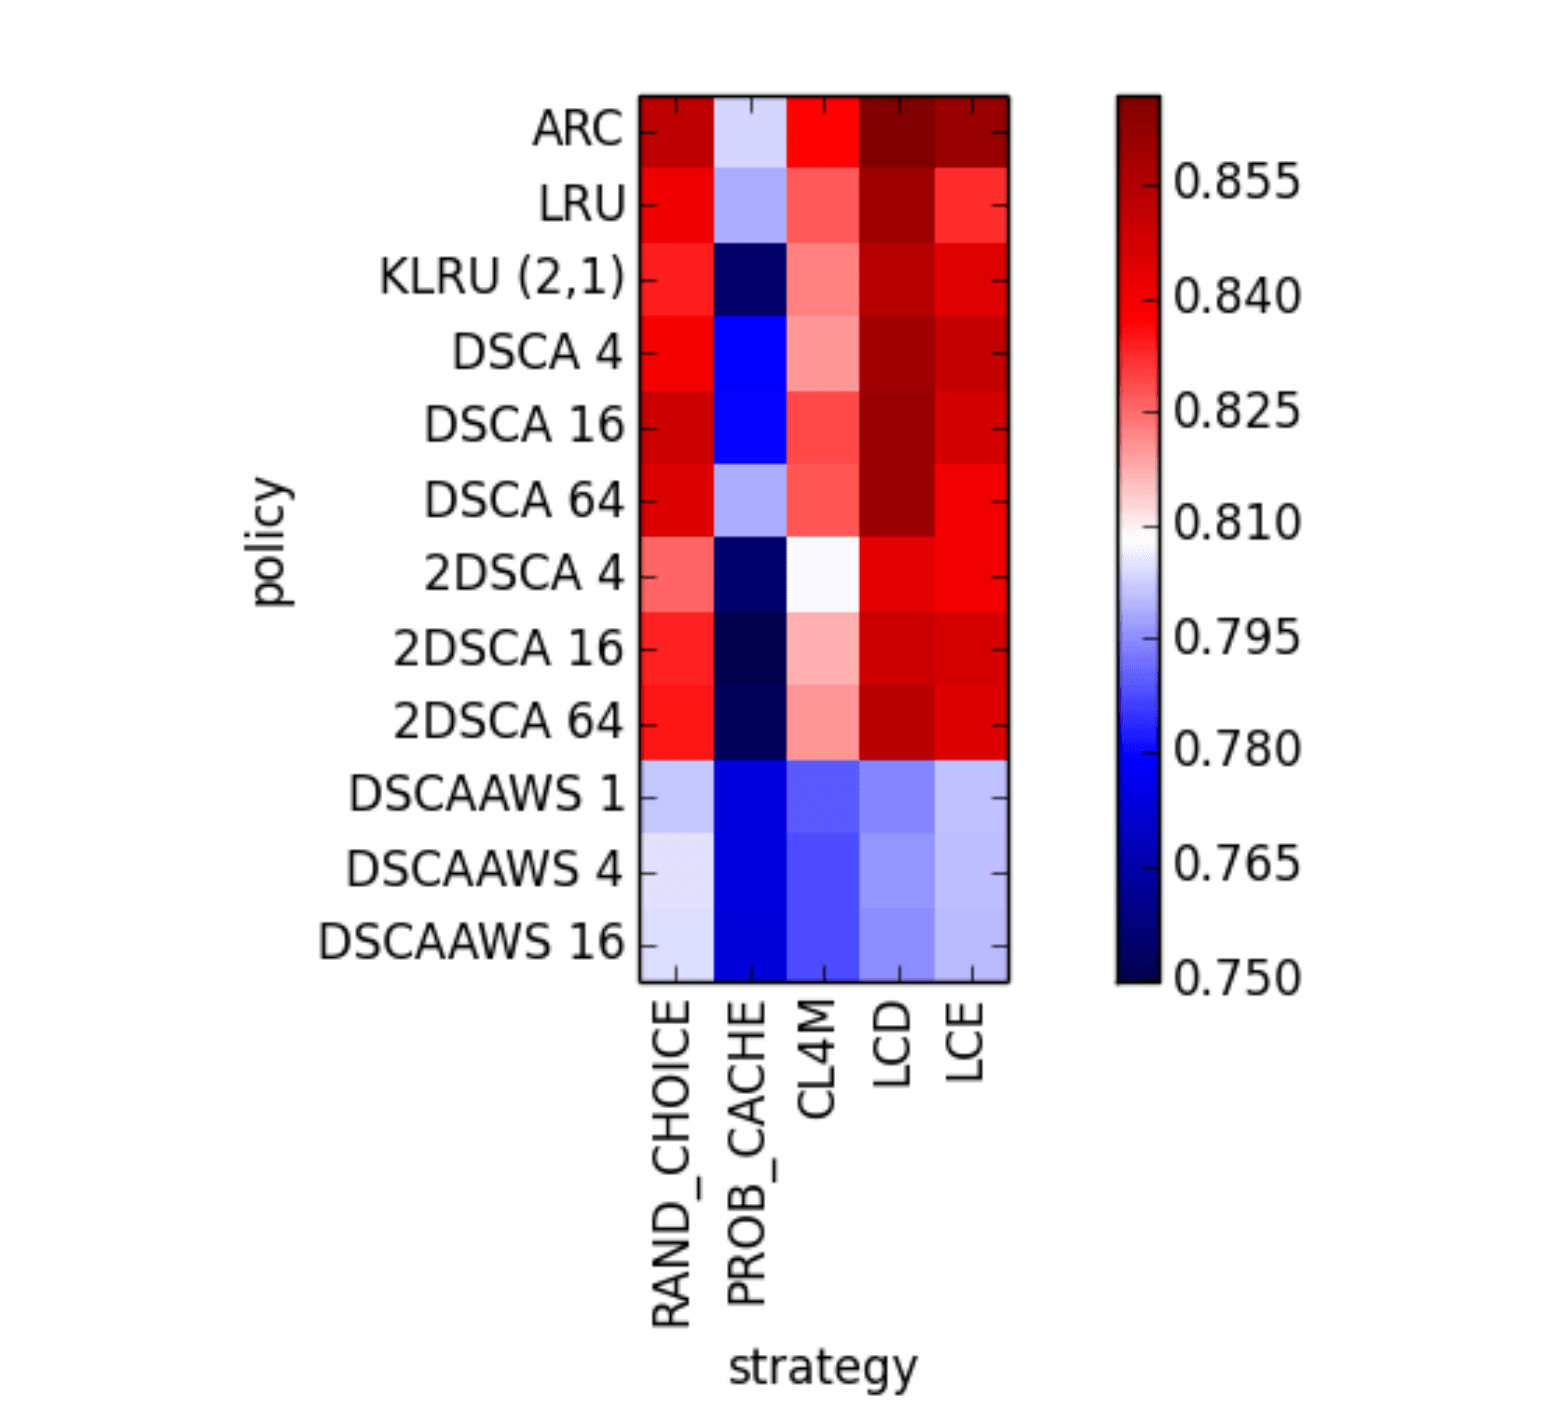 ARC
LRU
KLRU (2,1)
DSCA 4
DSCA 16
DSCA 64
2DSCA 4
2DSCA 16
2DSCA 64
DSCAAWS 1
DSCAAWS 4
DSCAAWS 16
policy
RAND_CHOICE
PROB_CACHE
CL4M
LCD
LCE
strategy
0.855
0.840
0.825
0.810
0.795
0.780
0.765
0.750